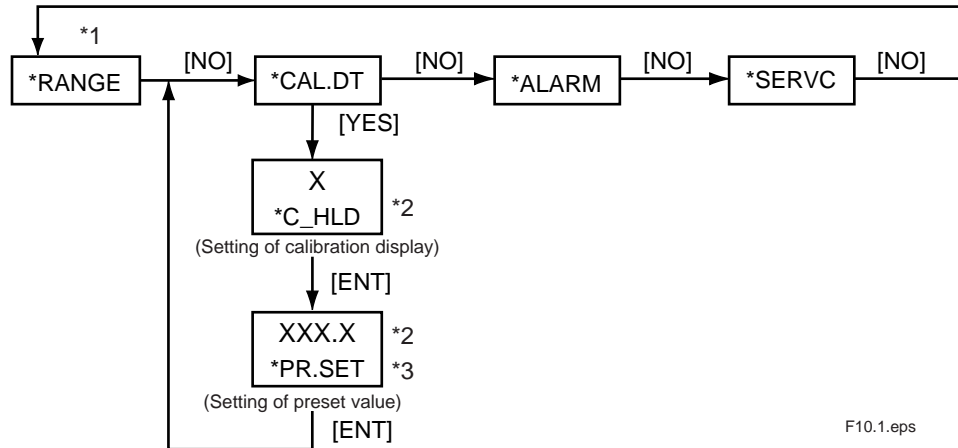 *1
*RANGE
[NO]
*CAL.DT
[NO]
*ALARM
[NO]
*SERVC
[NO]
[YES]
X
*C_HLD
*2
(Setting of calibration display)
[ENT]
XXX.X
*2
*PR.SET
*3
(Setting of preset value)
[ENT]
F10.1.eps